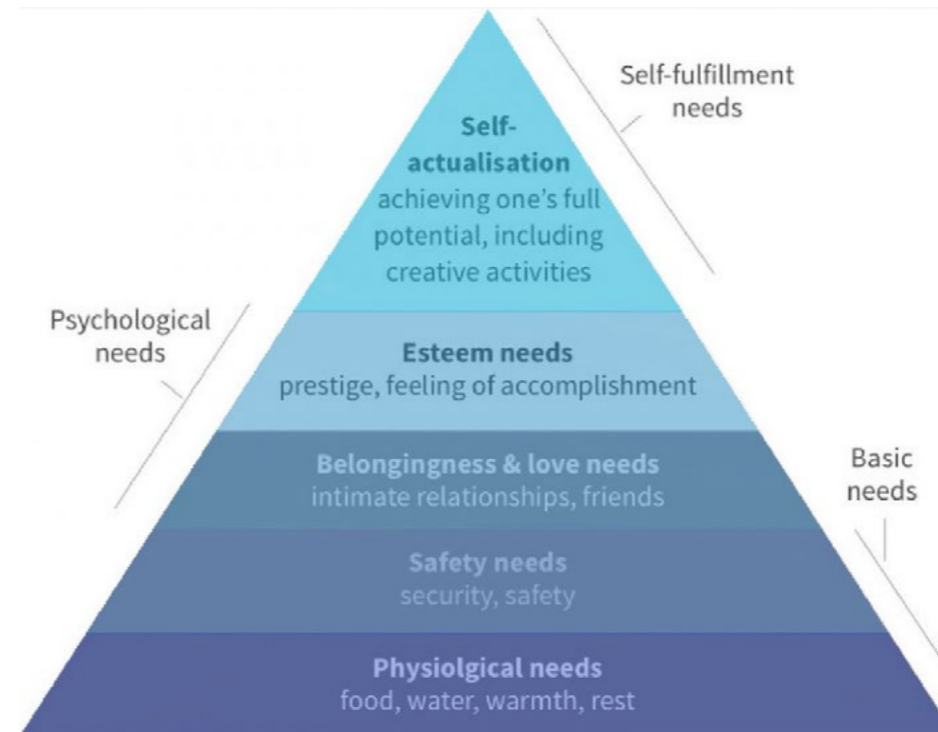 Self-fulfillment
needs
Self-
actualisation
achieving one's full
potential, including
creative activities
Psychological
needs
Esteem needs
prestige, feeling of accomplishment
Belongingness & love needs
intimate relationships, friends
Basic
needs
Safety needs
security, safety
Physiolgical needs
food, water, warmth, rest